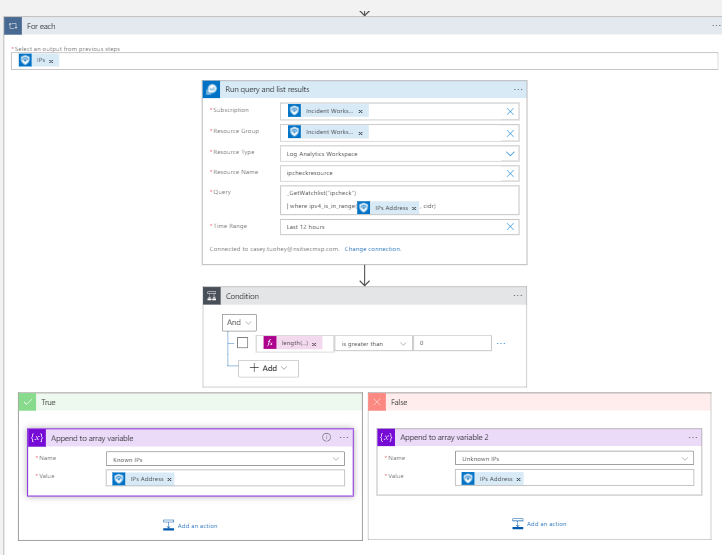 For each
* Select an output from previous steps
IPs x
Run query and list results
* Subscription
Incident Works... x
* Resource Group
Incident Works... x
* Resource Type
Log Analytics Workspace
* Resource Name
ipcheckresource
* Query
_GetWatchlist("ipcheck")
| where ipv4_is_in_range( IPs Address x , cidr)
* Time Range
Last 12 hours
Connected to casey.tuohey@nsitsecmsp.com. Change connection.
Condition
And
length(...) x
is greater than
0
+ Add
True
{x} Append to array variable
* Name
Known IPs
* Value
IPs Address x
Add an action
False
{x} Append to array variable 2
* Name
Unknown IPs
* Value
IPs Address x
Add an action